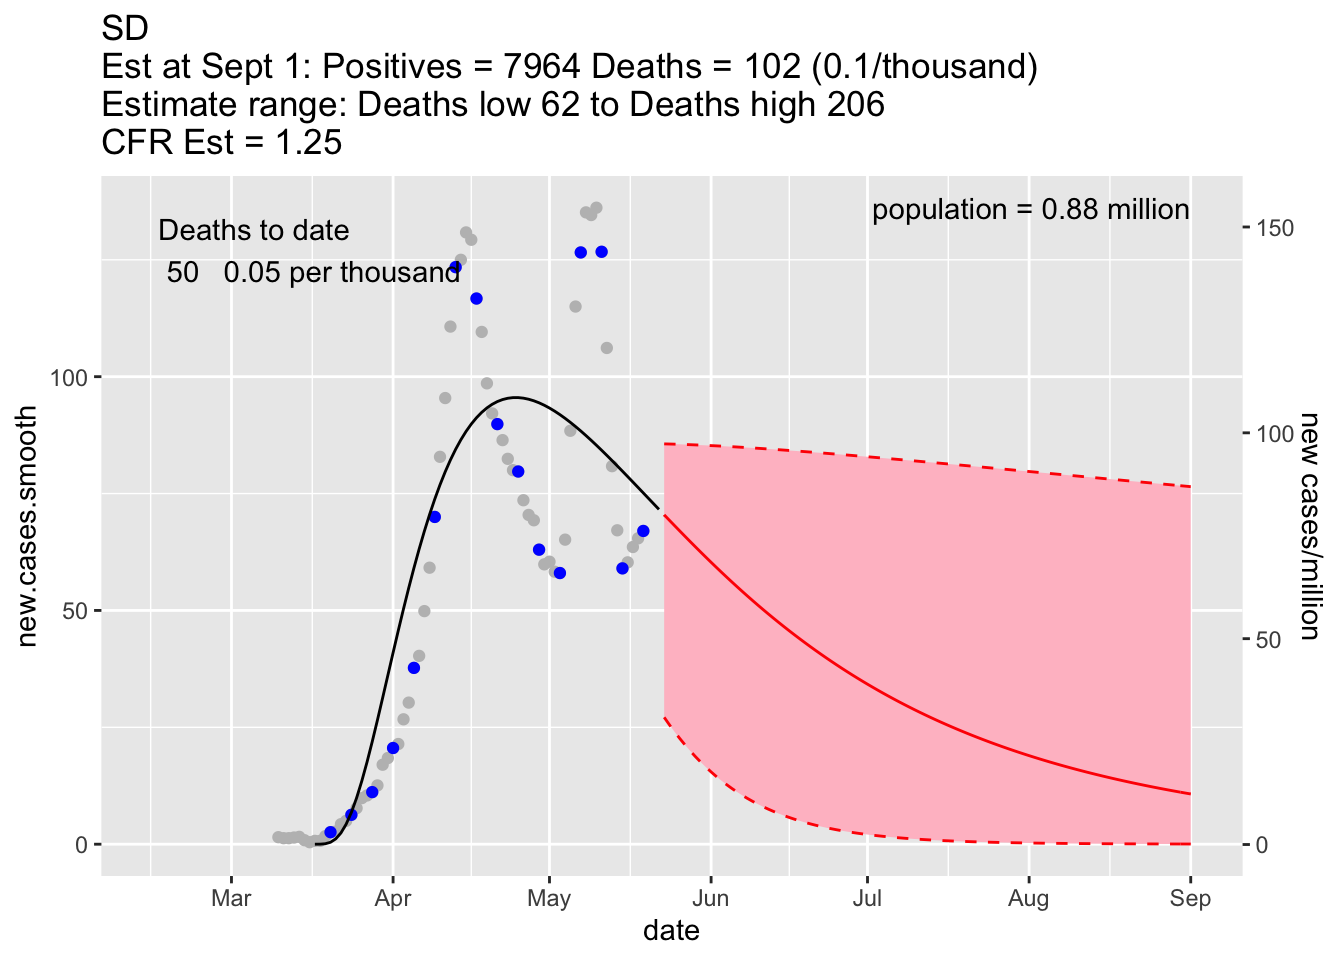 SD
Est at Sept 1: Positives = 7964 Deaths = 102 (0.1/thousand)
Estimate range: Deaths low 62 to Deaths high 206
CFR Est = 1.25
Deaths to date
50 0.05 per thousand
population = 0.88 million
100
50
0
new.cases.smooth
150
100
50
0
new cases/million
Mar Apr May Jun Jul Aug Sep
date